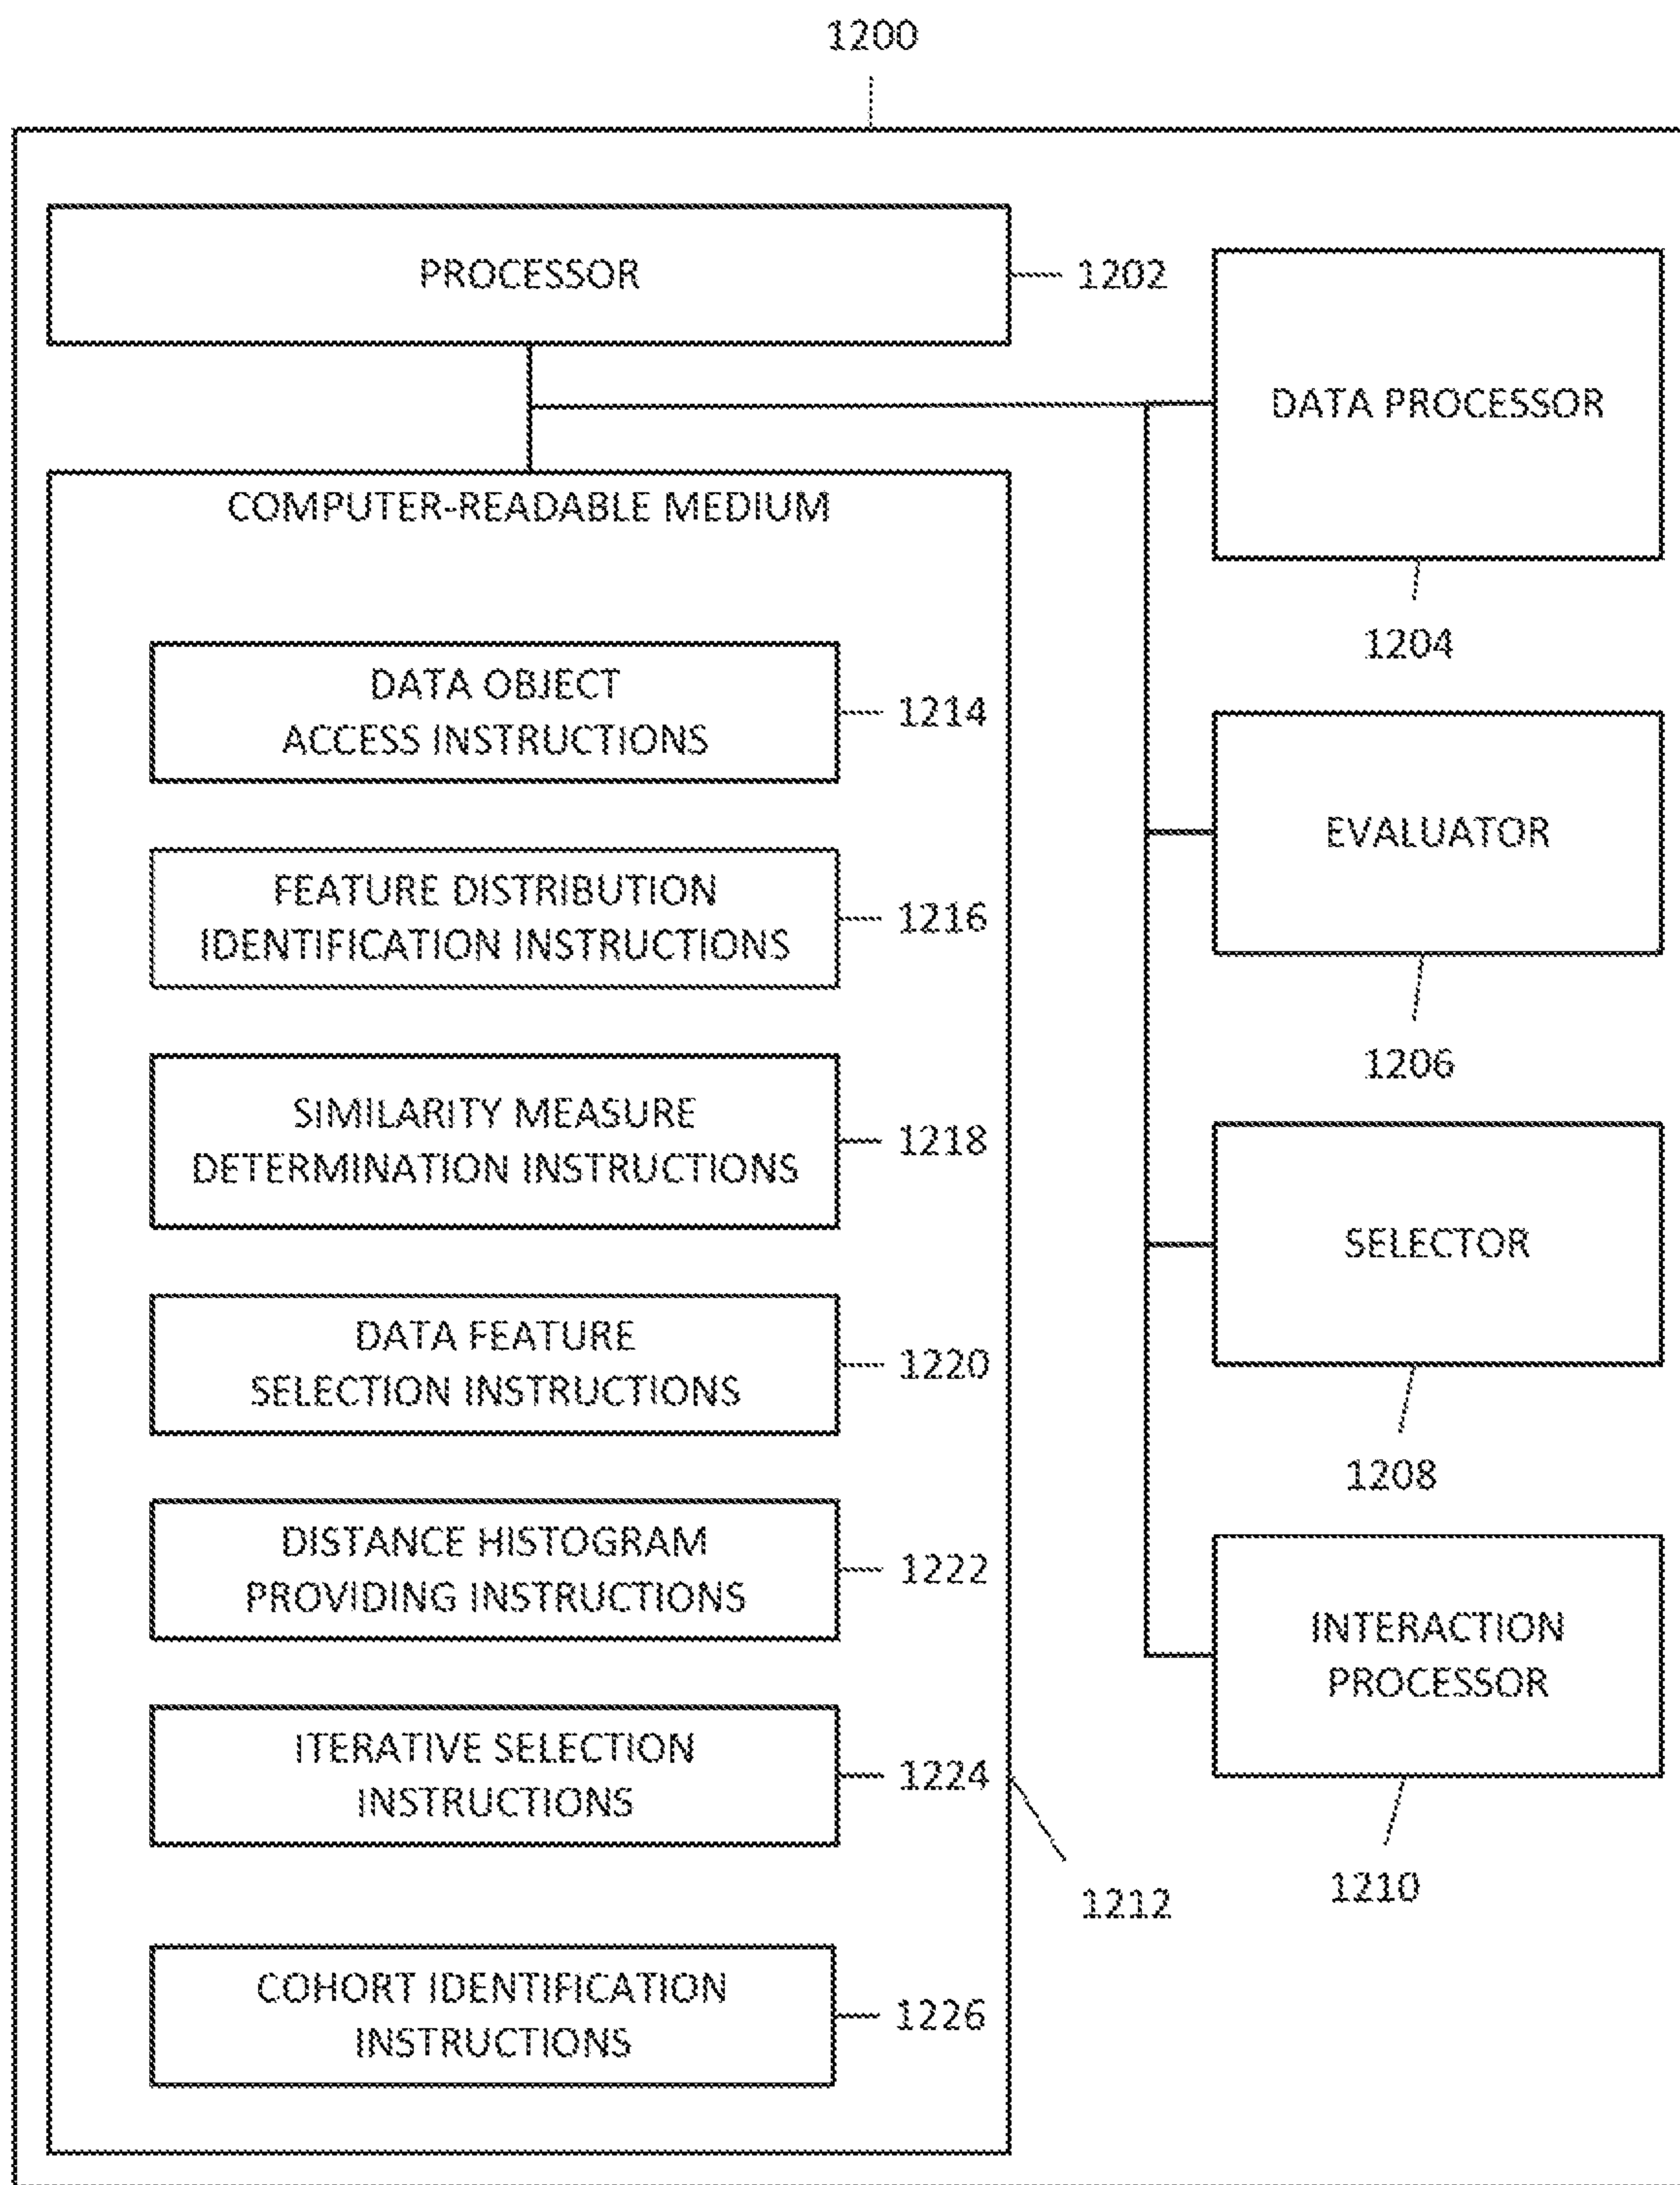 1200
PROCESSOR
1202
COMPUTER-READABLE MEDIUM
DATA OBJECT
ACCESS INSTRUCTIONS
1214
FEATURE DISTRIBUTION
IDENTIFICATION INSTRUCTIONS
1216
SIMILARITY MEASURE
DETERMINATION INSTRUCTIONS
1218
DATA FEATURE
SELECTION INSTRUCTIONS
1220
DISTANCE HISTOGRAM
PROVIDING INSTRUCTIONS
1222
ITERATIVE SELECTION
INSTRUCTIONS
1224
COHORT IDENTIFICATION
INSTRUCTIONS
1226
1212
DATA PROCESSOR
1204
EVALUATOR
1206
SELECTOR
1208
INTERACTION
PROCESSOR
1210